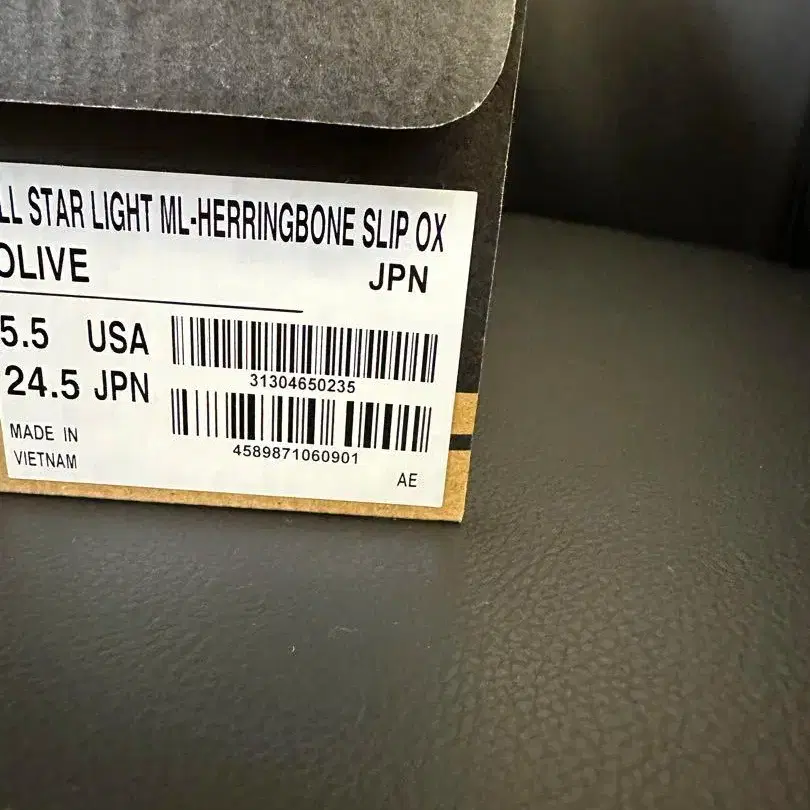 LL STAR LIGHT ML-HERRINGBONE SLIP OX
OLIVE JPN
5.5 USA
31304650235
24.5 JPN
4589871060901
MADE IN
VIETNAM
AE